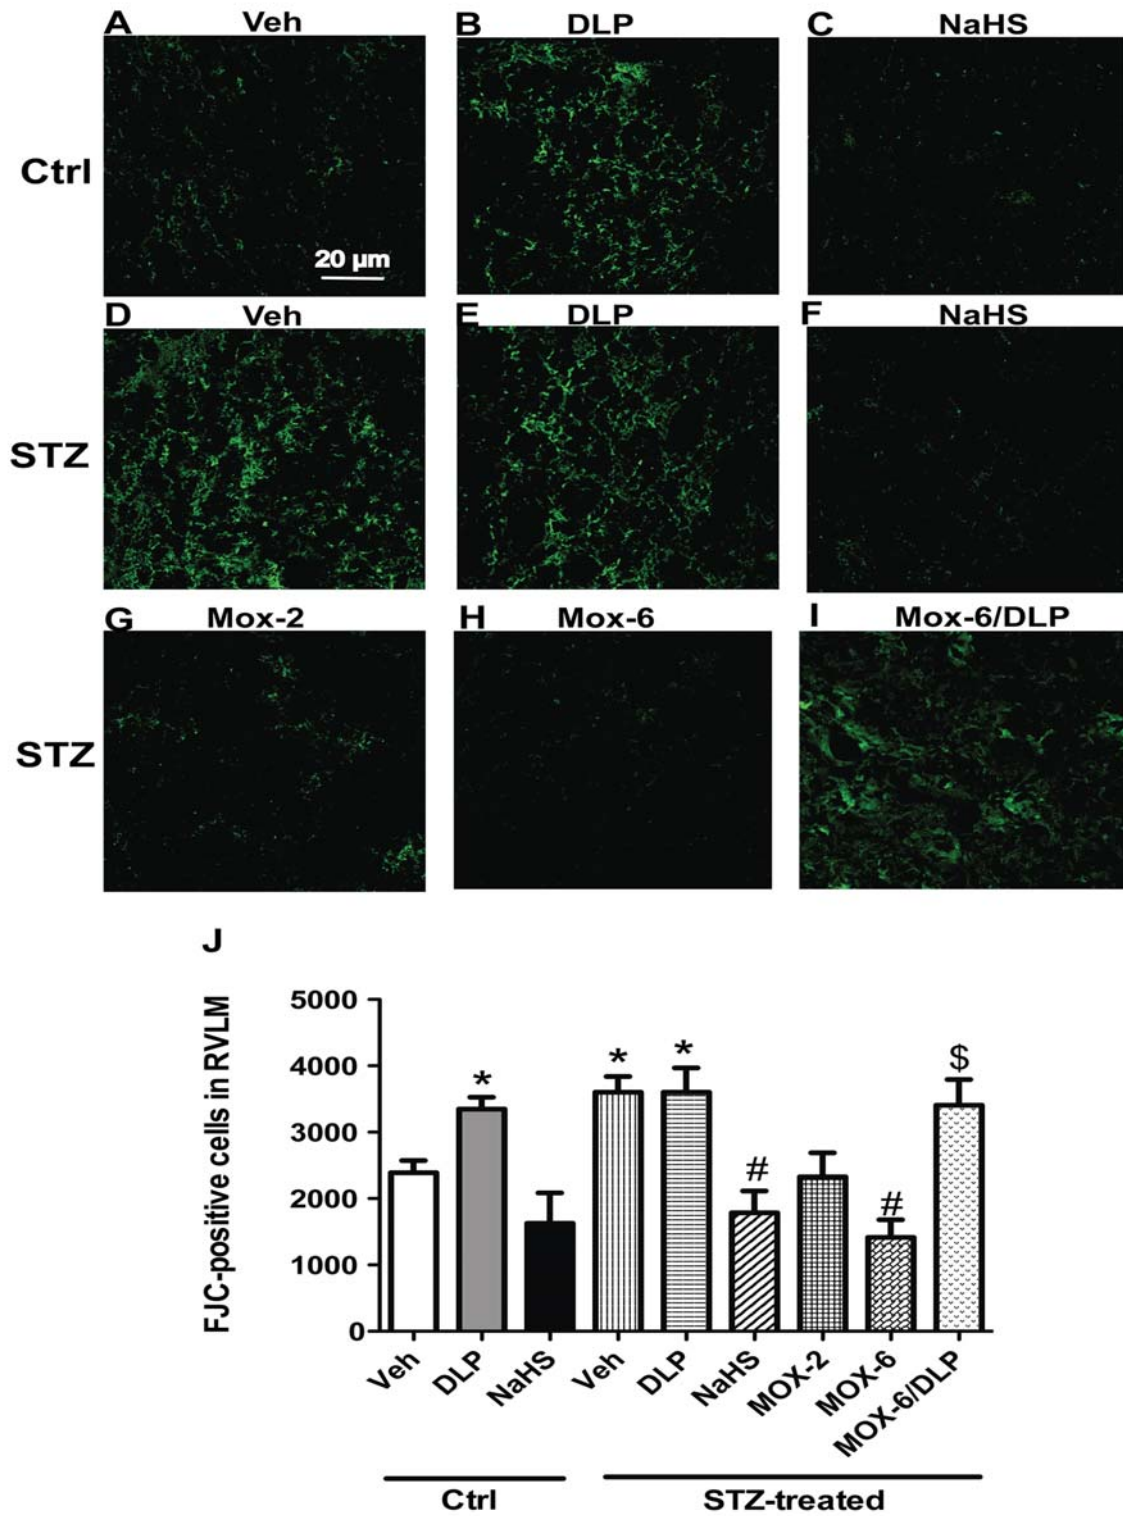 A Veh B DLP C NaHS
Ctrl
20 µm
D Veh E DLP F NaHS
STZ
G Mox-2 H Mox-6 I Mox-6/DLP
STZ
J
FJC-positive cells in RVLM
5000
4000
3000
2000
1000
0
* * * # # $
Veh DLP NaHS Veh DLP NaHS MOX-2 MOX-6 MOX-6/DLP
Ctrl STZ-treated